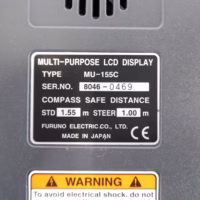 MULTI-PURPOSE LCD DISPLAY
TYPE MU-155C
SER.NO. 8046-0469
COMPASS SAFE DISTANCE
STD 1.55 m STEER 1.00 m
FURUNO ELECTRIC CO., LTD.
MADE IN JAPAN
CE
WARNING
To avoid electrical shock, do not